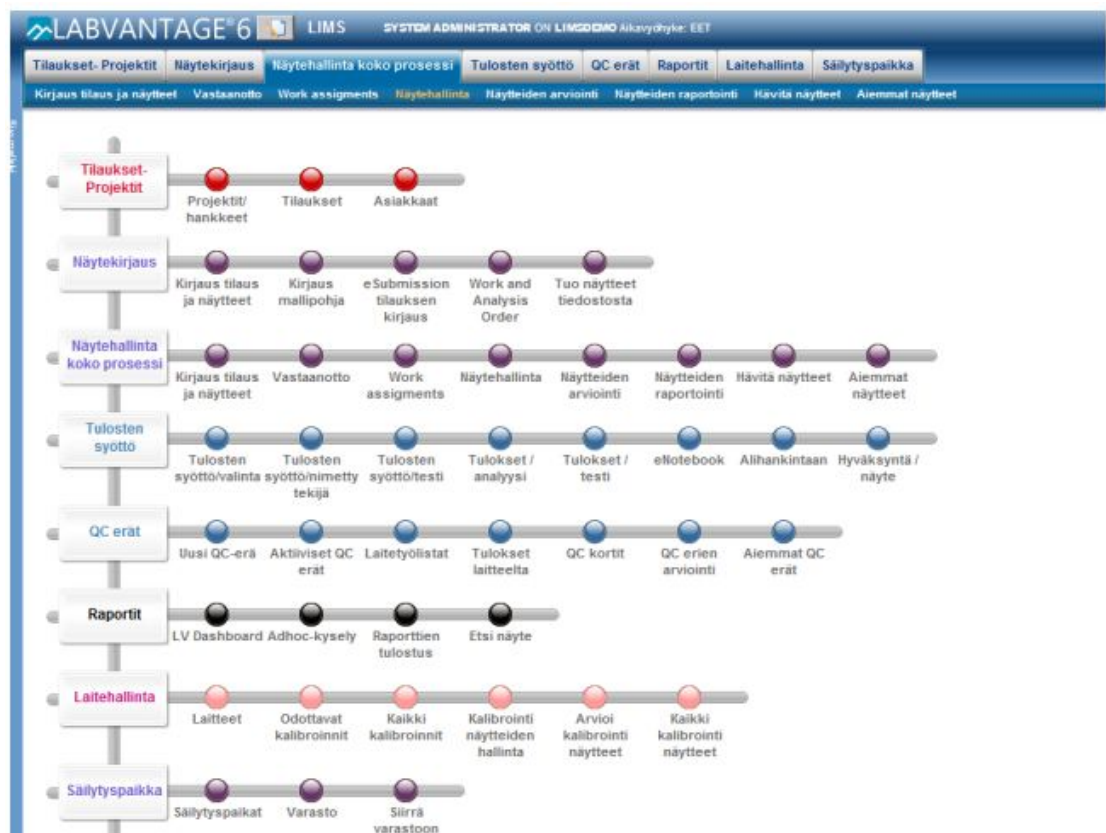 LABVANTAGE®6 LIMS SYSTEM ADMINISTRATOR ON LIMSDEMO Aikavyöhyke: EET
Tilaukset- Projektit Näytekirjaus Näytehallinta koko prosessi Tulosten syöttö QC erät Raportit Laitehallinta Säilytyspaikka
Kirjaus tilaus ja näytteet Vastaanotto Work assigments Näytehallinta Näytteiden arviointi Näytteiden raportointi Hävitä näytteet Aiemmat näytteet
Tilaukset-
Projektit
Projektit/
hankkeet
Tilaukset
Asiakkaat
Näytekirjaus
Kirjaus tilaus
ja näytteet
Kirjaus
mallipohja
eSubmission
tilauksen
kirjaus
Work and
Analysis
Order
Tuo näytteet
tiedostosta
Näytehallinta
koko prosessi
Kirjaus tilaus
ja näytteet
Vastaanotto
Work
assigments
Näytehallinta
Näytteiden
arviointi
Näytteiden
raportointi
Hävitä näytteet
Aiemmat
näytteet
Tulosten
syöttö
Tulosten
syöttö/valinta
Tulosten
syöttö/nimetty
tekijä
Tulosten
syöttö/testi
Tulokset /
analyysi
Tulokset /
testi
eNotebook
Alihankintaan
Hyväksyntä /
näyte
QC erät
Uusi QC-erä
Aktiiviset QC
erät
Laitetyölistat
Tulokset
laitteelta
QC kortit
QC erien
arviointi
Aiemmat QC
erät
Raportit
LV Dashboard
Adhoc-kysely
Raporttien
tulostus
Etsi näyte
Laitehallinta
Laitteet
Odottavat
kalibroinnit
Kaikki
kalibroinnit
Kalibrointi
näytteiden
hallinta
Arvioi
kalibrointi
näytteet
Kaikki
kalibrointi
näytteet
Säilytyspaikka
Säilytyspaikat
Varasto
Siirrä
varastoon